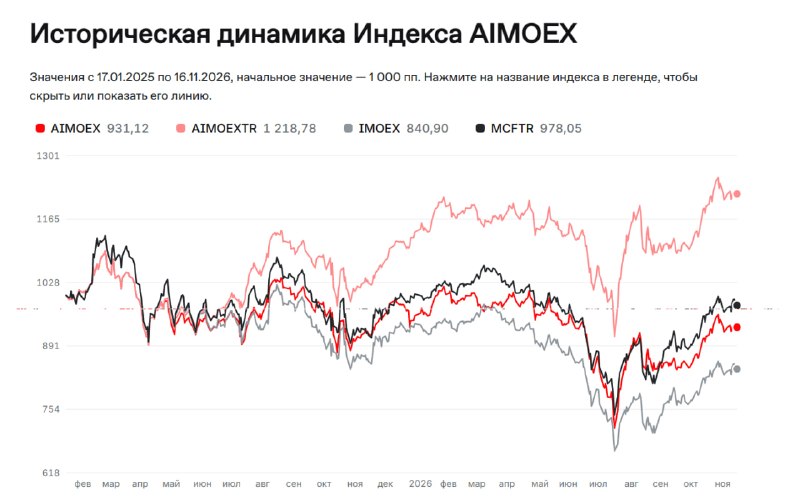 Историческая динамика Индекса AIMOEX
Значения с 17.01.2025 по 16.11.2026, начальное значение — 1 000 пп. Нажмите на название индекса в легенде, чтобы
скрыть или показать его линию.
AIMOEX 931,12 AIMOEXTR 1 218,78 IMOEX 840,90 MCFTR 978,05
1301
1165
1028
891
754
618
фев мар апр май июн июл авг сен окт ноя дек 2026 фев мар апр май июн июл авг сен окт ноя